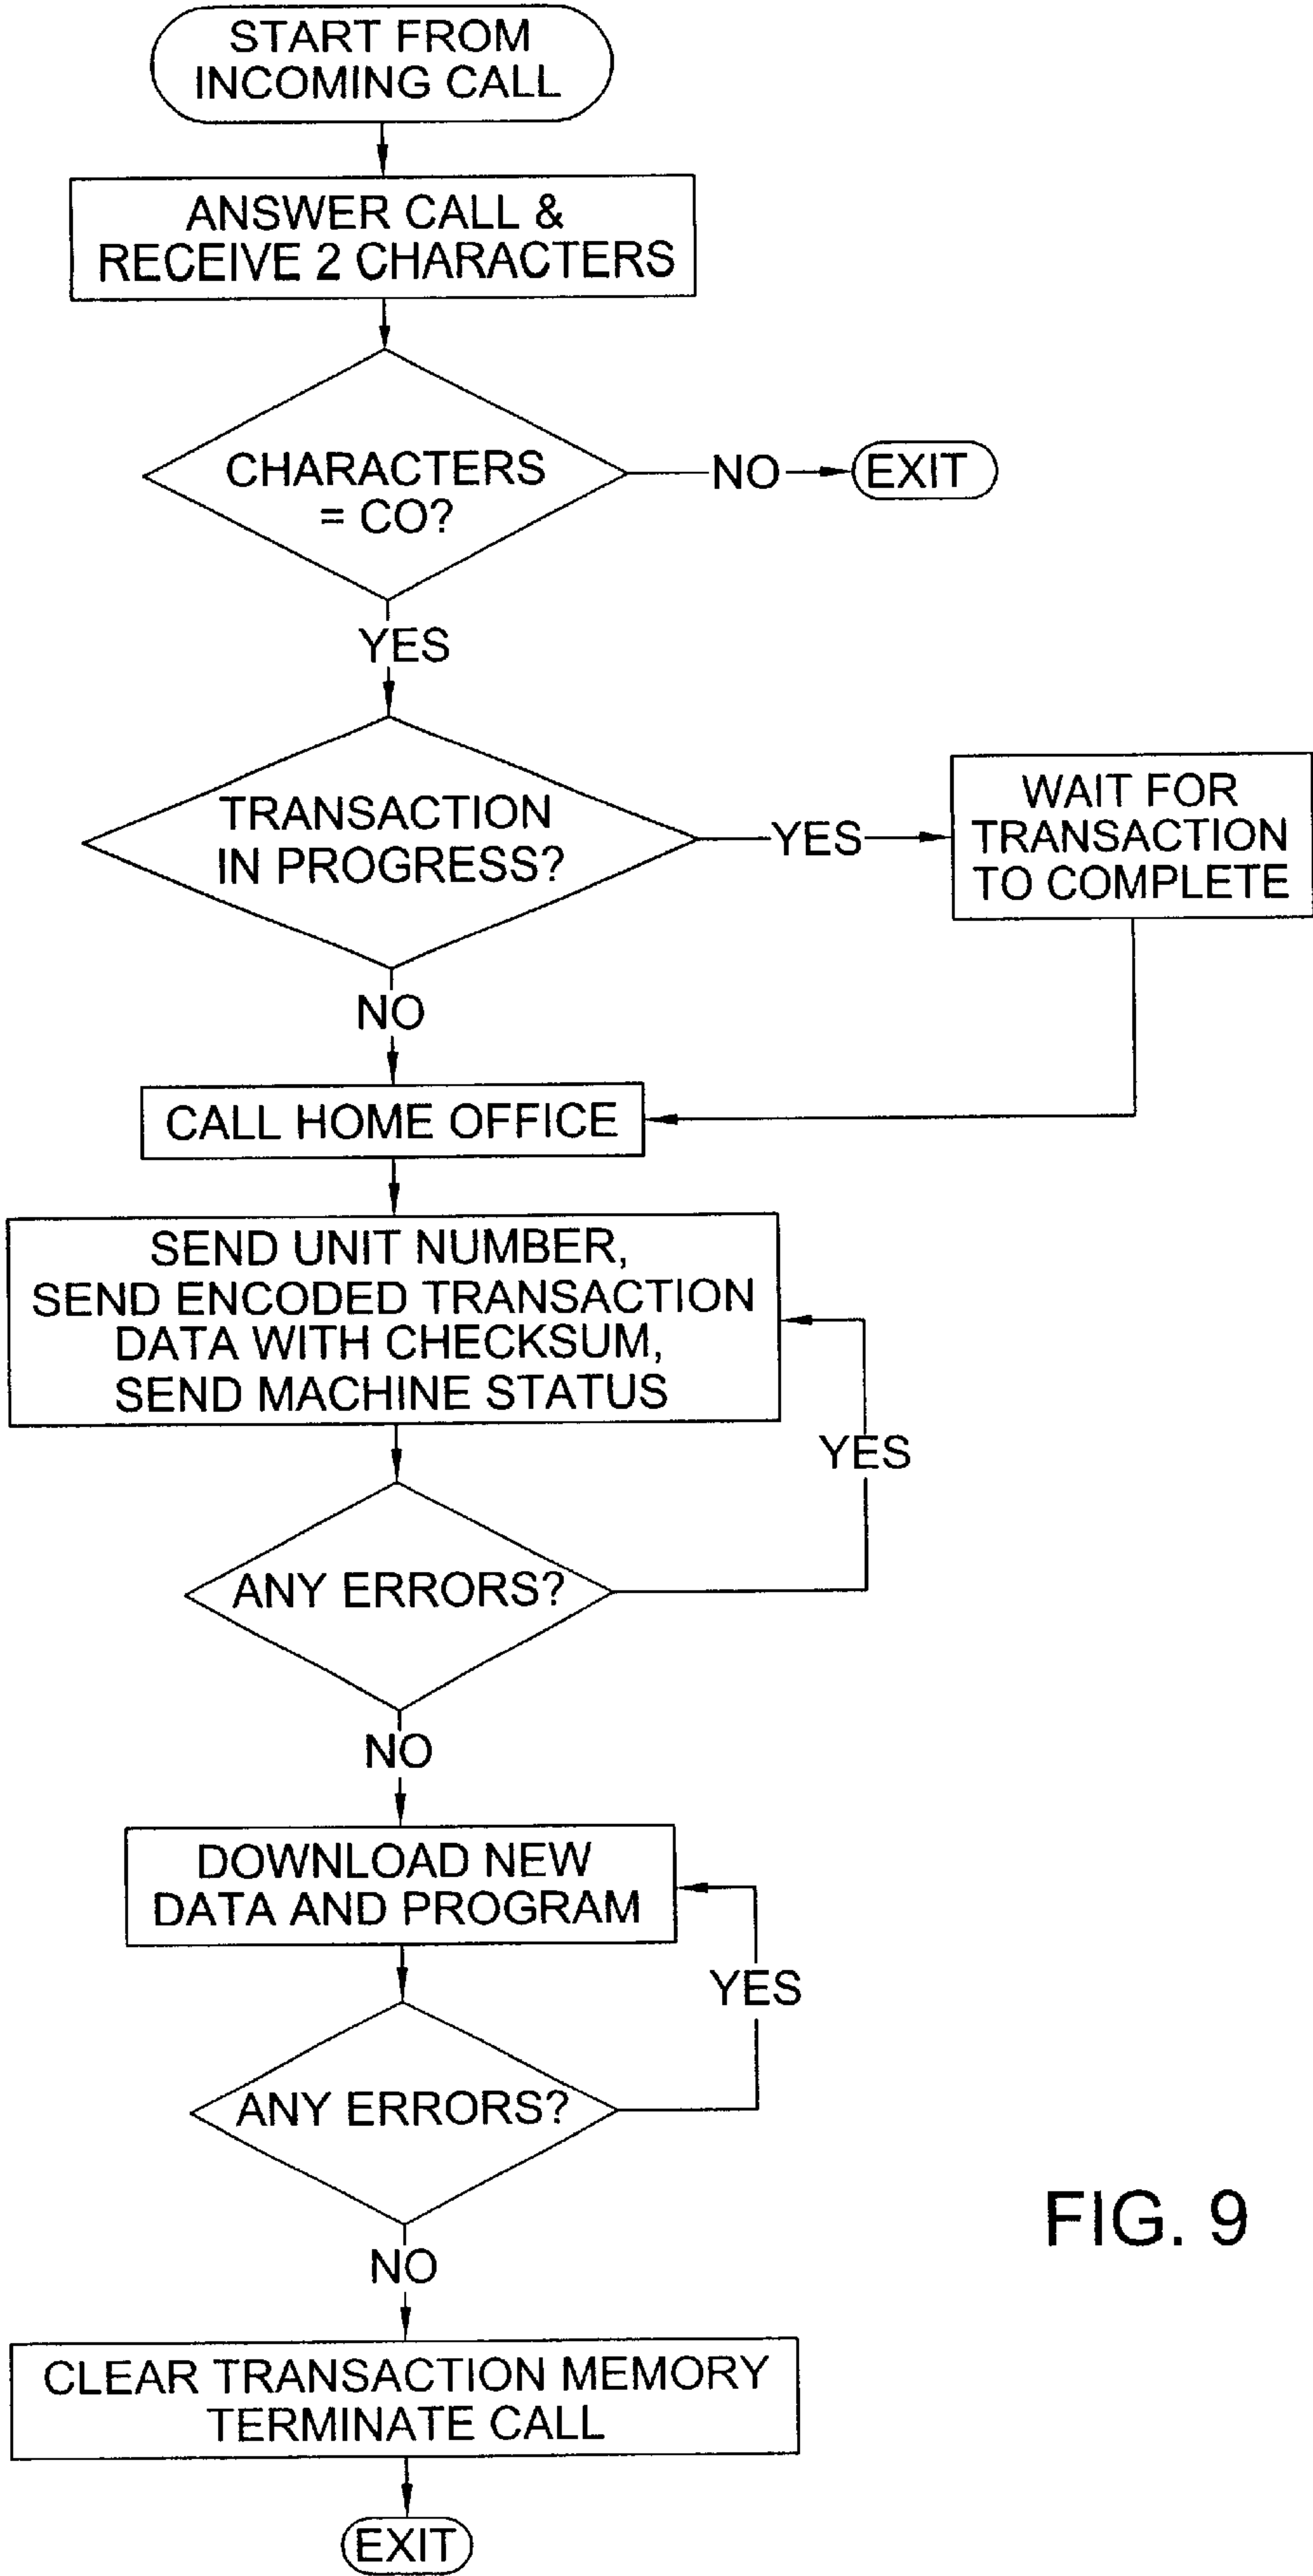 START FROM
INCOMING CALL
ANSWER CALL &
RECEIVE 2 CHARACTERS
CHARACTERS
= CO?
NO
EXIT
YES
TRANSACTION
IN PROGRESS?
YES
WAIT FOR
TRANSACTION
TO COMPLETE
NO
CALL HOME OFFICE
SEND UNIT NUMBER,
SEND ENCODED TRANSACTION
DATA WITH CHECKSUM,
SEND MACHINE STATUS
YES
ANY ERRORS?
NO
DOWNLOAD NEW
DATA AND PROGRAM
YES
ANY ERRORS?
NO
CLEAR TRANSACTION MEMORY
TERMINATE CALL
EXIT
FIG. 9